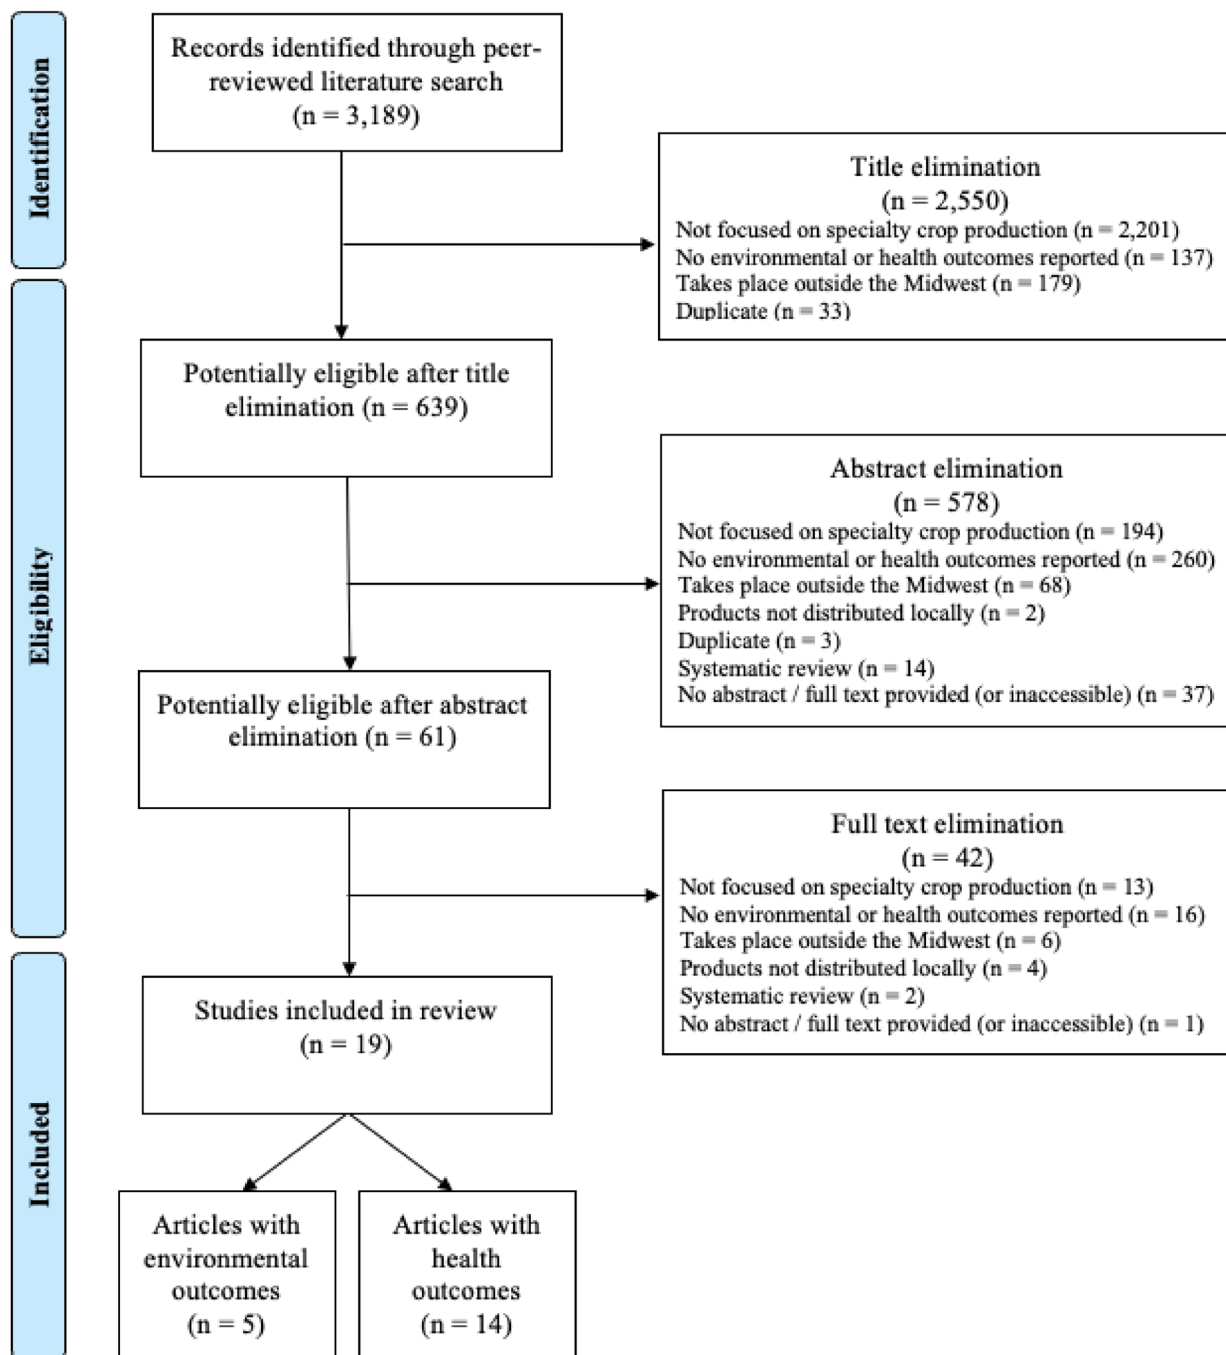 Identification
Records identified through peer-
reviewed literature search
(n = 3,189)
Title elimination
(n = 2,550)
Not focused on specialty crop production (n = 2,201)
No environmental or health outcomes reported (n = 137)
Takes place outside the Midwest (n = 179)
Duplicate (n = 33)
Eligibility
Potentially eligible after title
elimination (n = 639)
Abstract elimination
(n = 578)
Not focused on specialty crop production (n = 194)
No environmental or health outcomes reported (n = 260)
Takes place outside the Midwest (n = 68)
Products not distributed locally (n = 2)
Duplicate (n = 3)
Systematic review (n = 14)
No abstract / full text provided (or inaccessible) (n = 37)
Potentially eligible after abstract
elimination (n = 61)
Full text elimination
(n = 42)
Not focused on specialty crop production (n = 13)
No environmental or health outcomes reported (n = 16)
Takes place outside the Midwest (n = 6)
Products not distributed locally (n = 4)
Systematic review (n = 2)
No abstract / full text provided (or inaccessible) (n = 1)
Included
Studies included in review
(n = 19)
Articles with
environmental
outcomes
(n = 5)
Articles with
health
outcomes
(n = 14)